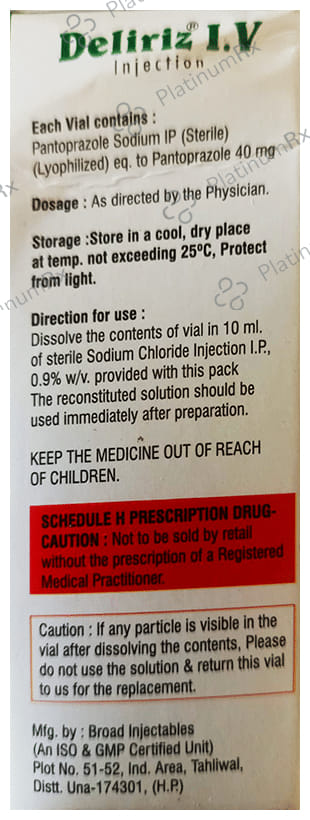 Deliriz® I.V
Injection
Each Vial contains :
Pantoprazole Sodium IP (Sterile)
(Lyophilized) eq. to Pantoprazole 40 mg
Dosage : As directed by the Physician.
Storage :Store in a cool, dry place
at temp. not exceeding 25ºC, Protect
from light.
Direction for use :
Dissolve the contents of vial in 10 ml.
of sterile Sodium Chloride Injection I.P.,
0.9% w/v. provided with this pack
The reconstituted solution should be
used immediately after preparation.
KEEP THE MEDICINE OUT OF REACH
OF CHILDREN.
SCHEDULE H PRESCRIPTION DRUG-
CAUTION : Not to be sold by retail
without the prescription of a Registered
Medical Practitioner.
Caution : If any particle is visible in the
vial after dissolving the contents, Please
do not use the solution & return this vial
to us for the replacement.
Mfg. by : Broad Injectables
(An ISO & GMP Certified Unit)
Plot No. 51-52, Ind. Area, Tahliwal,
Distt. Una-174301, (H.P.)
PlatinumRx
PlatinumRx